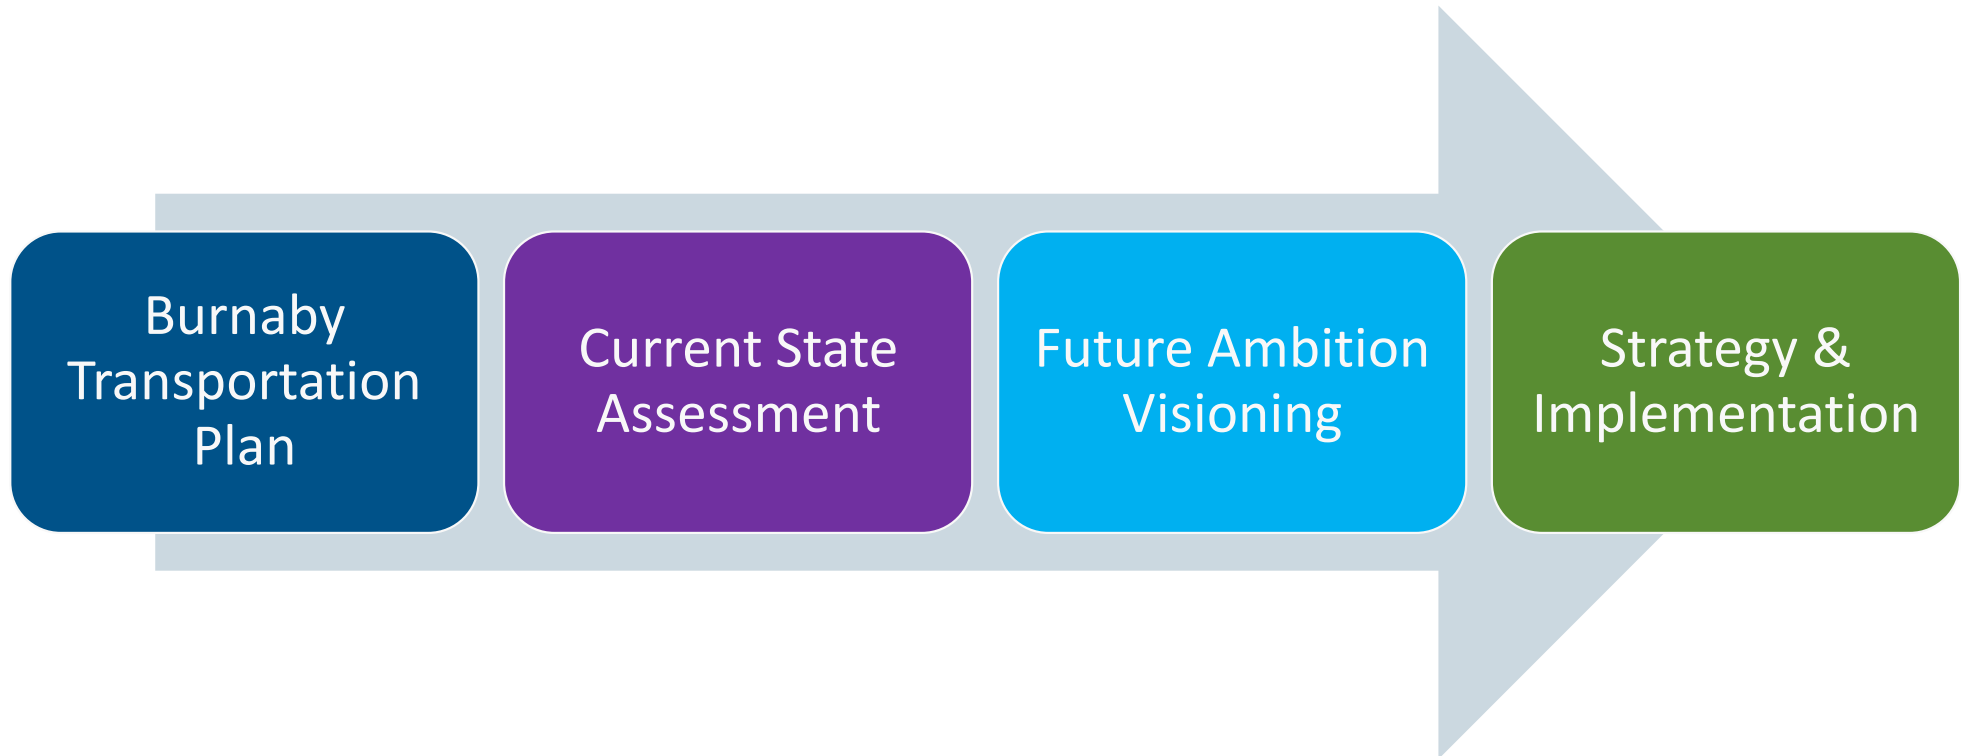 Burnaby
Transportation
Plan
Current State
Assessment
Future Ambition
Visioning
Strategy &
Implementation